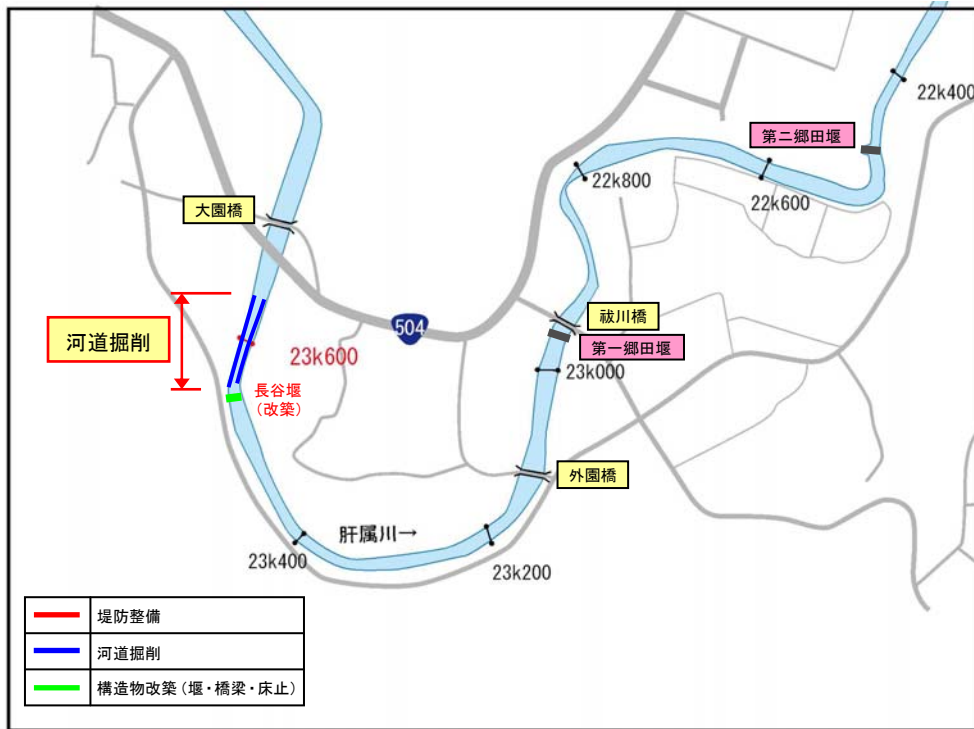 22k400
第二郷田堰
22k800
22k600
大園橋
祓川橋
504
第一郷田堰
河道掘削
23k600
23k000
長谷堰
（改築）
外園橋
肝属川→
23k400
23k200
堤防整備
河道掘削
構造物改築（堰・橋梁・床止）